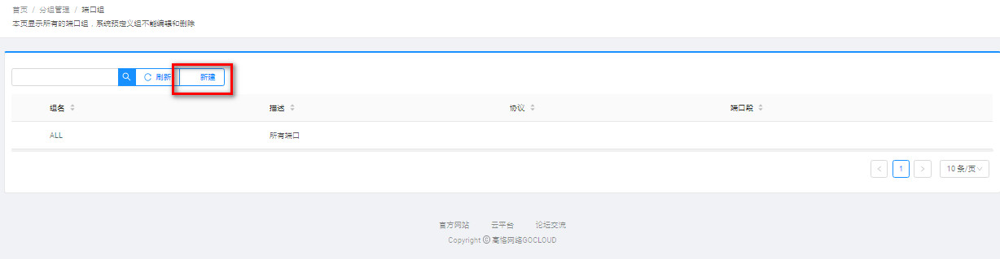 首页 / 分组管理 / 端口组
本页显示所有的端口组，系统预定义组不能编辑和删除
刷新 新建
组名 描述 协议 端口段
ALL 所有端口
1 10 条/页
官方网站 云平台 论坛交流
Copyright © 高格网络GOCLOUD